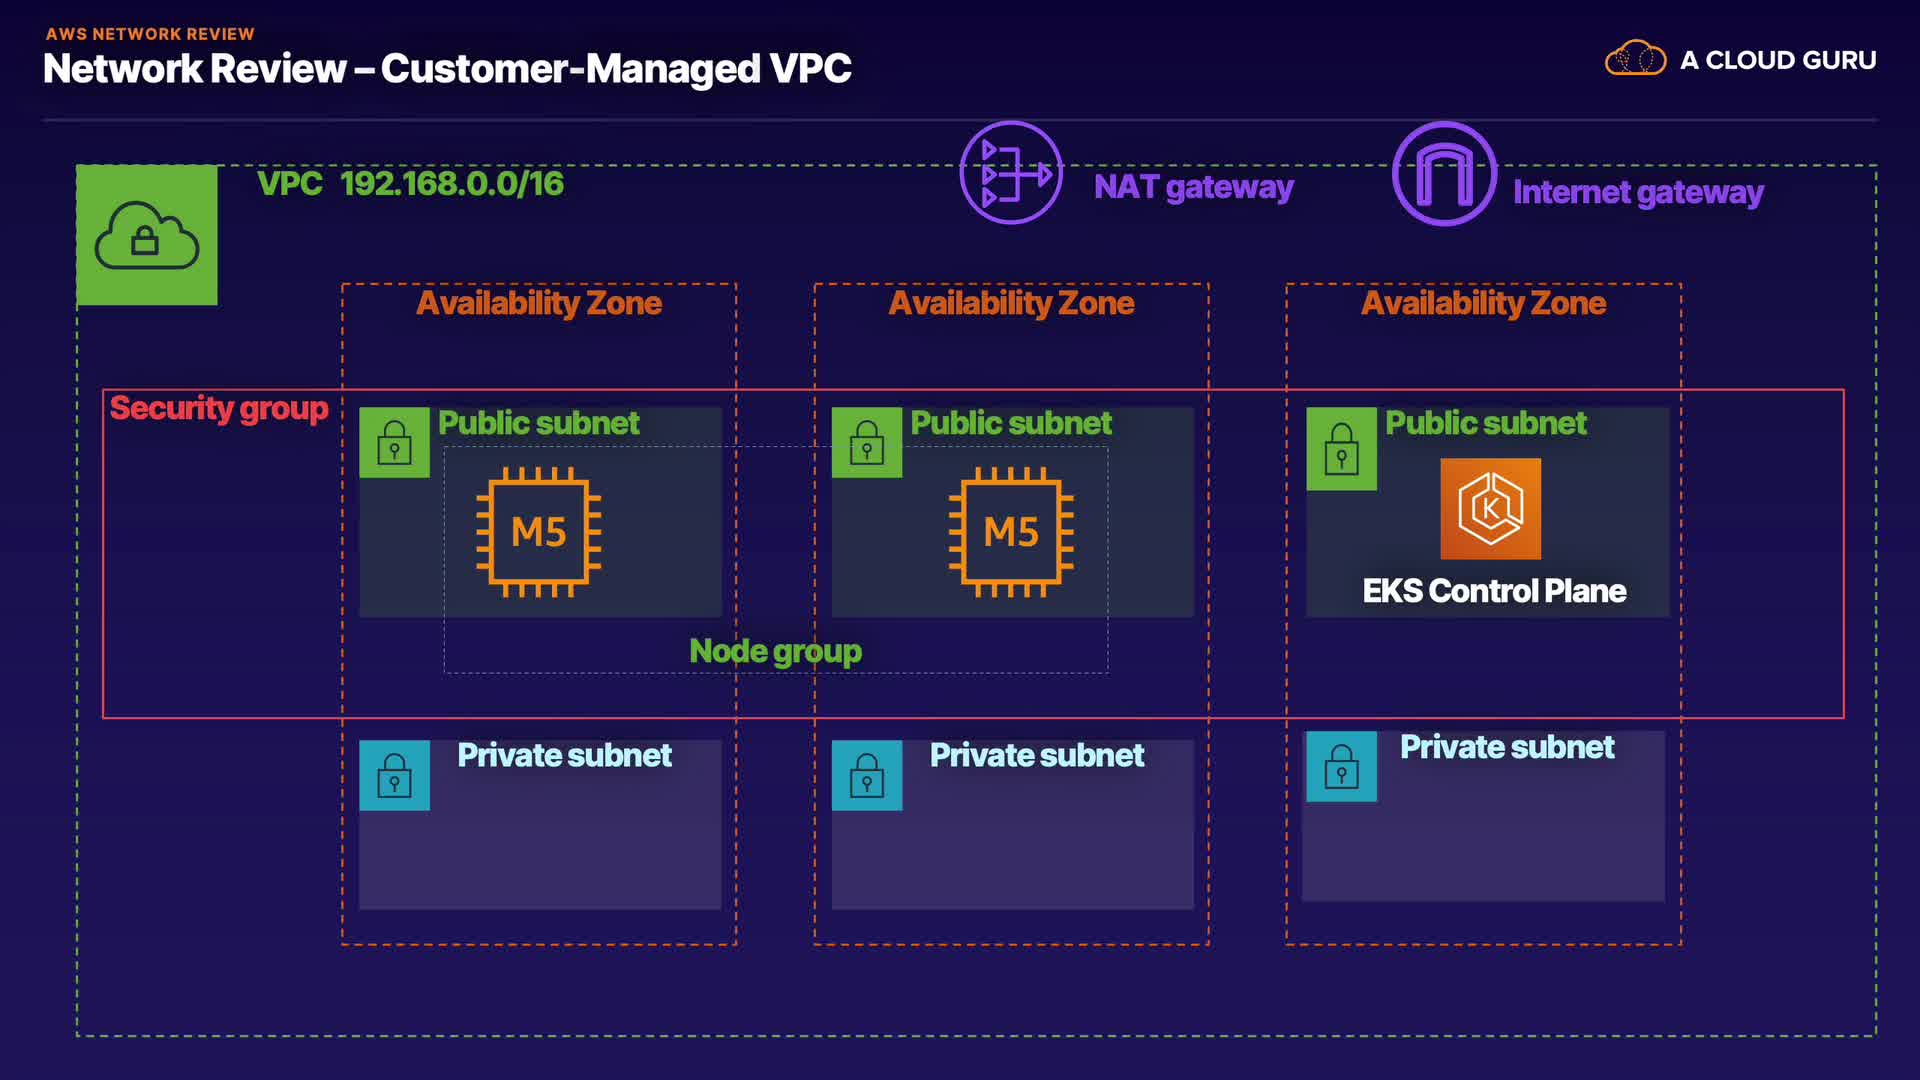 AWS NETWORK REVIEW
Network Review – Customer-Managed VPC
A CLOUD GURU
VPC 192.168.0.0/16
NAT gateway
Internet gateway
Availability Zone
Availability Zone
Availability Zone
Security group
Public subnet
Public subnet
Public subnet
M5
M5
K
EKS Control Plane
Node group
Private subnet
Private subnet
Private subnet